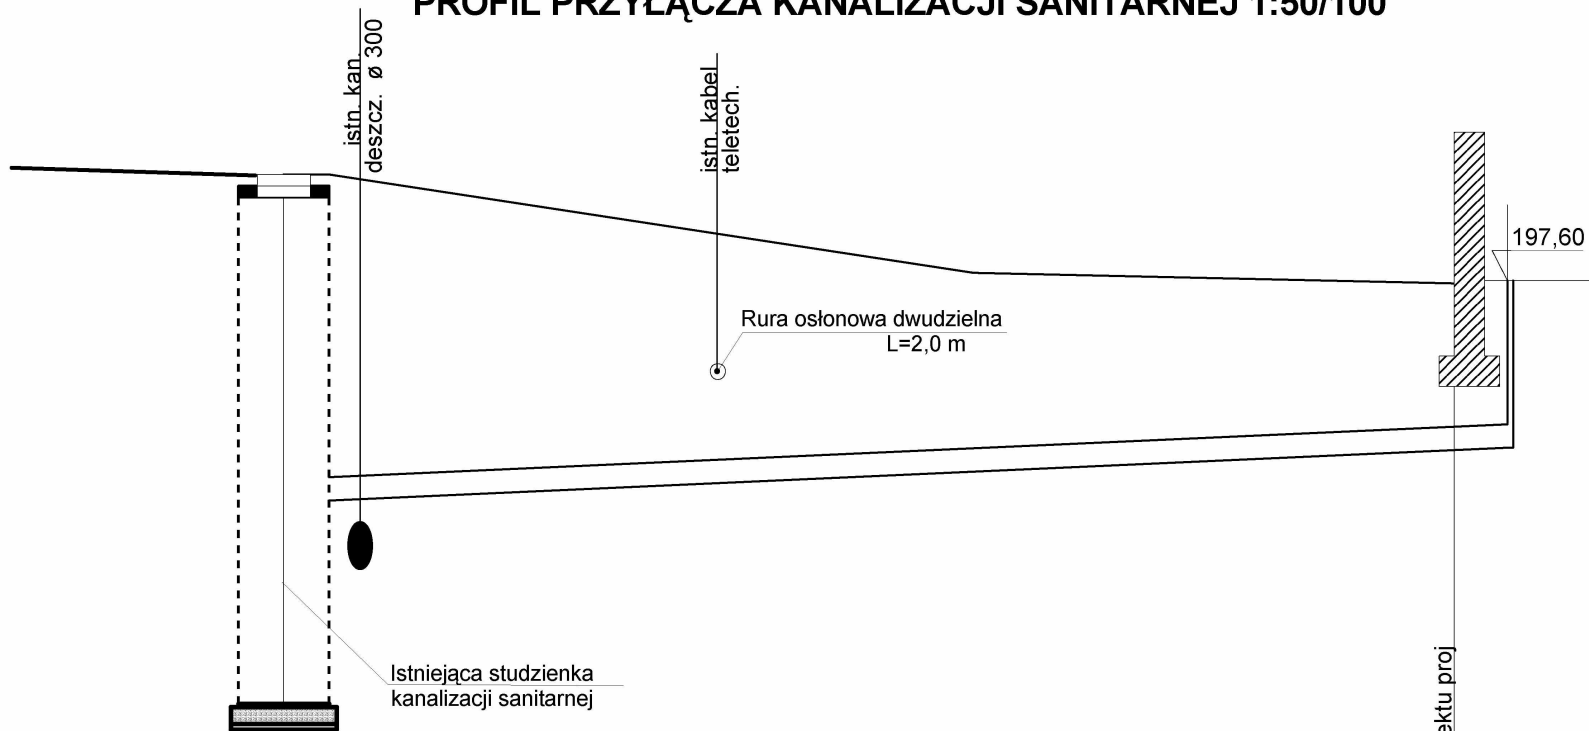 PROFIL PRZYŁĄCZA KANALIZACJI SANITARNEJ 1:50/100
istn. kan.
deszcz. ø 300
istn. kabel
teletech.
197,60
Rura osłonowa dwudzielna
L=2,0 m
Istniejąca studzienka
kanalizacji sanitarnej
ektu proj